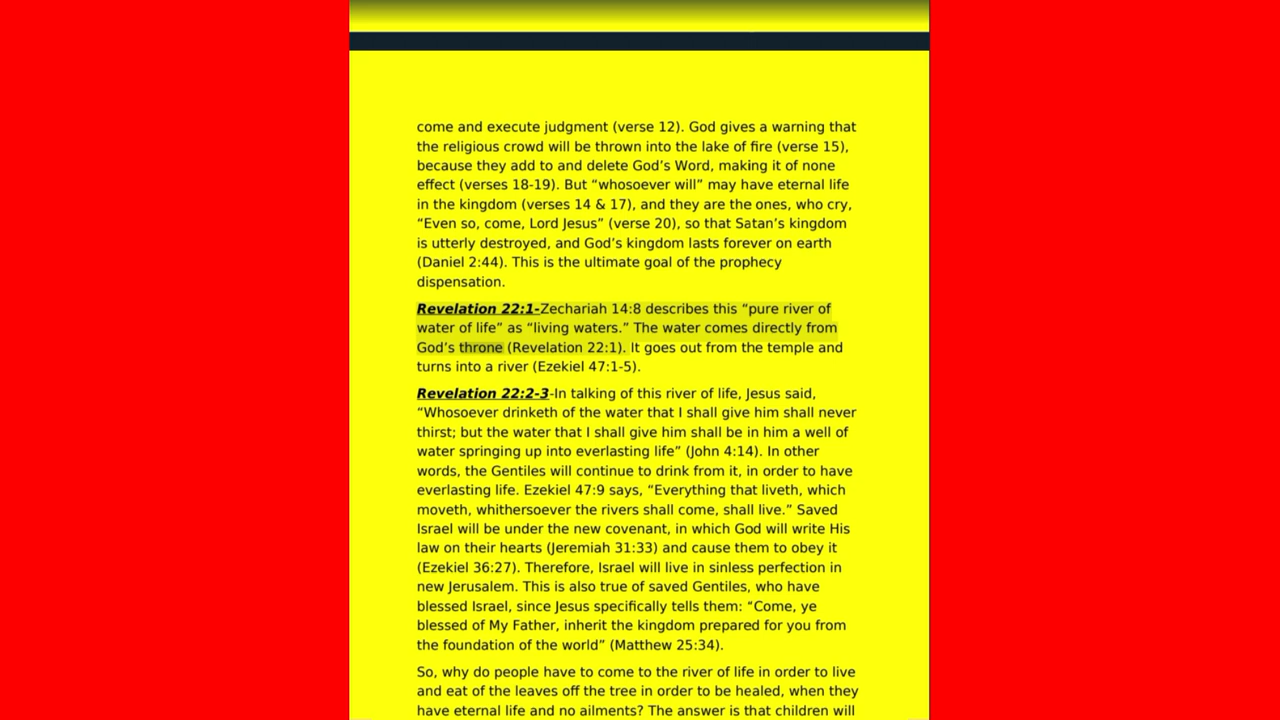 come and execute judgment (verse 12). God gives a warning that
the religious crowd will be thrown into the lake of fire (verse 15),
because they add to and delete God’s Word, making it of none
effect (verses 18-19). But “whosoever will” may have eternal life
in the kingdom (verses 14 & 17), and they are the ones, who cry,
“Even so, come, Lord Jesus” (verse 20), so that Satan’s kingdom
is utterly destroyed, and God’s kingdom lasts forever on earth
(Daniel 2:44). This is the ultimate goal of the prophecy
dispensation.
Revelation 22:1-Zechariah 14:8 describes this “pure river of
water of life” as “living waters.” The water comes directly from
God’s throne (Revelation 22:1). It goes out from the temple and
turns into a river (Ezekiel 47:1-5).
Revelation 22:2-3-In talking of this river of life, Jesus said,
“Whosoever drinketh of the water that I shall give him shall never
thirst; but the water that I shall give him shall be in him a well of
water springing up into everlasting life” (John 4:14). In other
words, the Gentiles will continue to drink from it, in order to have
everlasting life. Ezekiel 47:9 says, “Everything that liveth, which
moveth, whithersoever the rivers shall come, shall live.” Saved
Israel will be under the new covenant, in which God will write His
law on their hearts (Jeremiah 31:33) and cause them to obey it
(Ezekiel 36:27). Therefore, Israel will live in sinless perfection in
new Jerusalem. This is also true of saved Gentiles, who have
blessed Israel, since Jesus specifically tells them: “Come, ye
blessed of My Father, inherit the kingdom prepared for you from
the foundation of the world” (Matthew 25:34).
So, why do people have to come to the river of life in order to live
and eat of the leaves off the tree in order to be healed, when they
have eternal life and no ailments? The answer is that children will